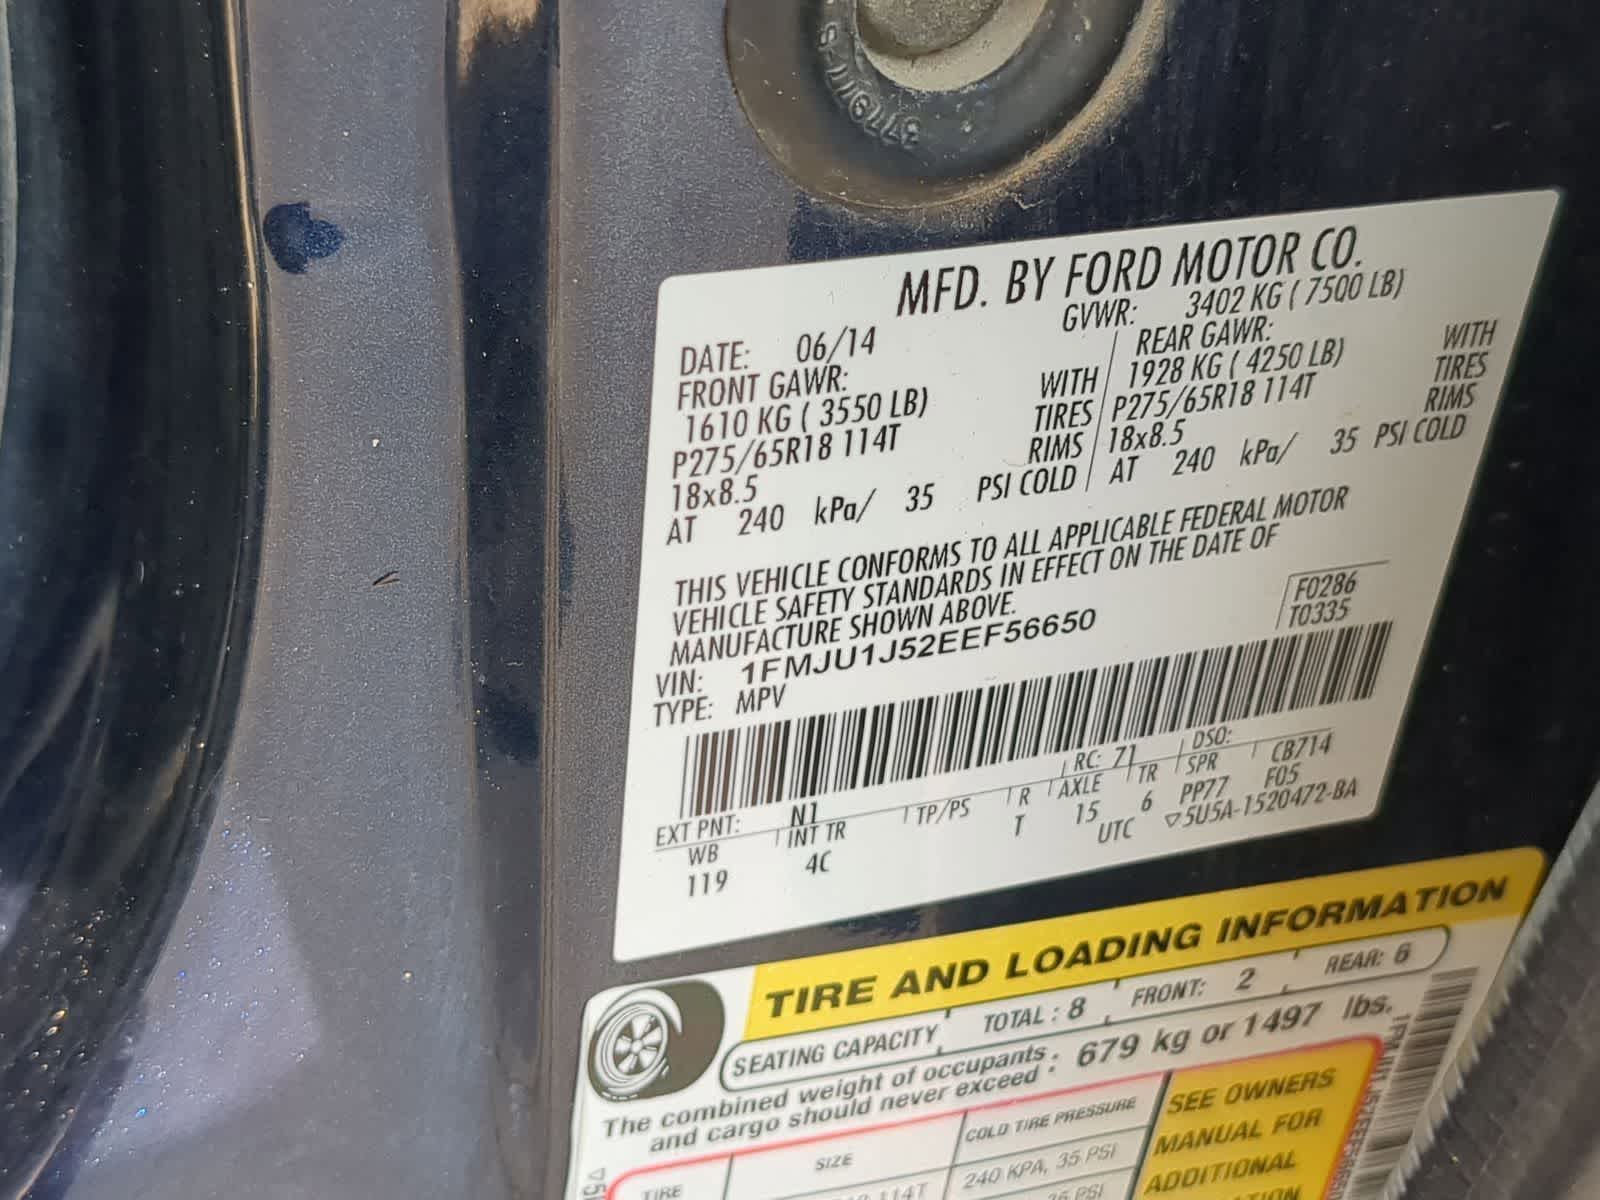 37791/1-S
MFD. BY FORD MOTOR CO.
DATE: 06/14 GVWR: 3402 KG ( 7500 LB)
FRONT GAWR: REAR GAWR:
1610 KG ( 3550 LB) WITH 1928 KG ( 4250 LB) WITH
P275/65R18 114T TIRES P275/65R18 114T TIRES
18x8.5 RIMS 18x8.5 RIMS
AT 240 kPa/ 35 PSI COLD AT 240 kPa/ 35 PSI COLD
THIS VEHICLE CONFORMS TO ALL APPLICABLE FEDERAL MOTOR
VEHICLE SAFETY STANDARDS IN EFFECT ON THE DATE OF
MANUFACTURE SHOWN ABOVE.
F0286
T0335
VIN: 1FMJU1J52EEF56650
TYPE: MPV
EXT PNT: N1 RC: 71 DSO:
WB INT TR TP/PS R AXLE TR SPR CB714
119 4C T 15 6 PP77 F05
UTC ▽5U5A-1520472-BA
TIRE AND LOADING INFORMATION
SEATING CAPACITY TOTAL : 8 FRONT: 2 REAR: 6
The combined weight of occupants
and cargo should never exceed : 679 kg or 1497 lbs.
SIZE COLD TIRE PRESSURE
TIRE
114T 240 KPA, 35 PSI
PSI
SEE OWNERS
MANUAL FOR
ADDITIONAL